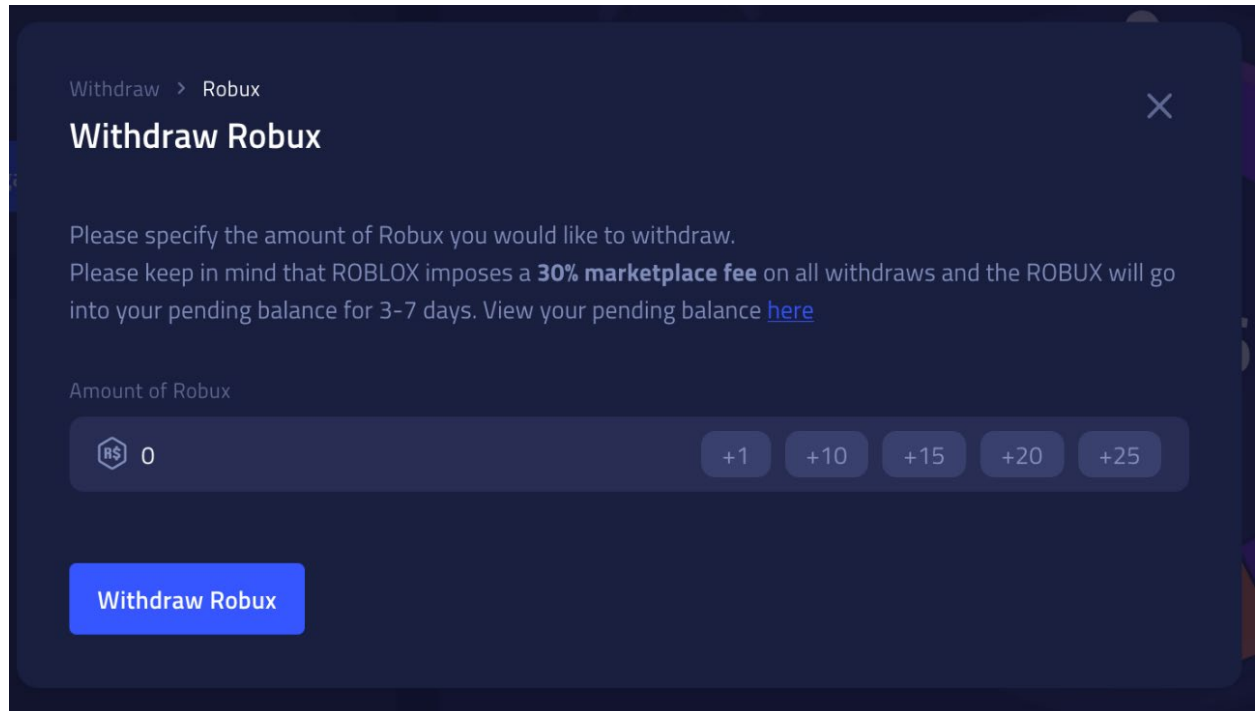 Withdraw > Robux
Withdraw Robux
Please specify the amount of Robux you would like to withdraw.
Please keep in mind that ROBLOX imposes a 30% marketplace fee on all withdraws and the ROBUX will go
into your pending balance for 3-7 days. View your pending balance here
Amount of Robux
R$ 0 +1 +10 +15 +20 +25
Withdraw Robux